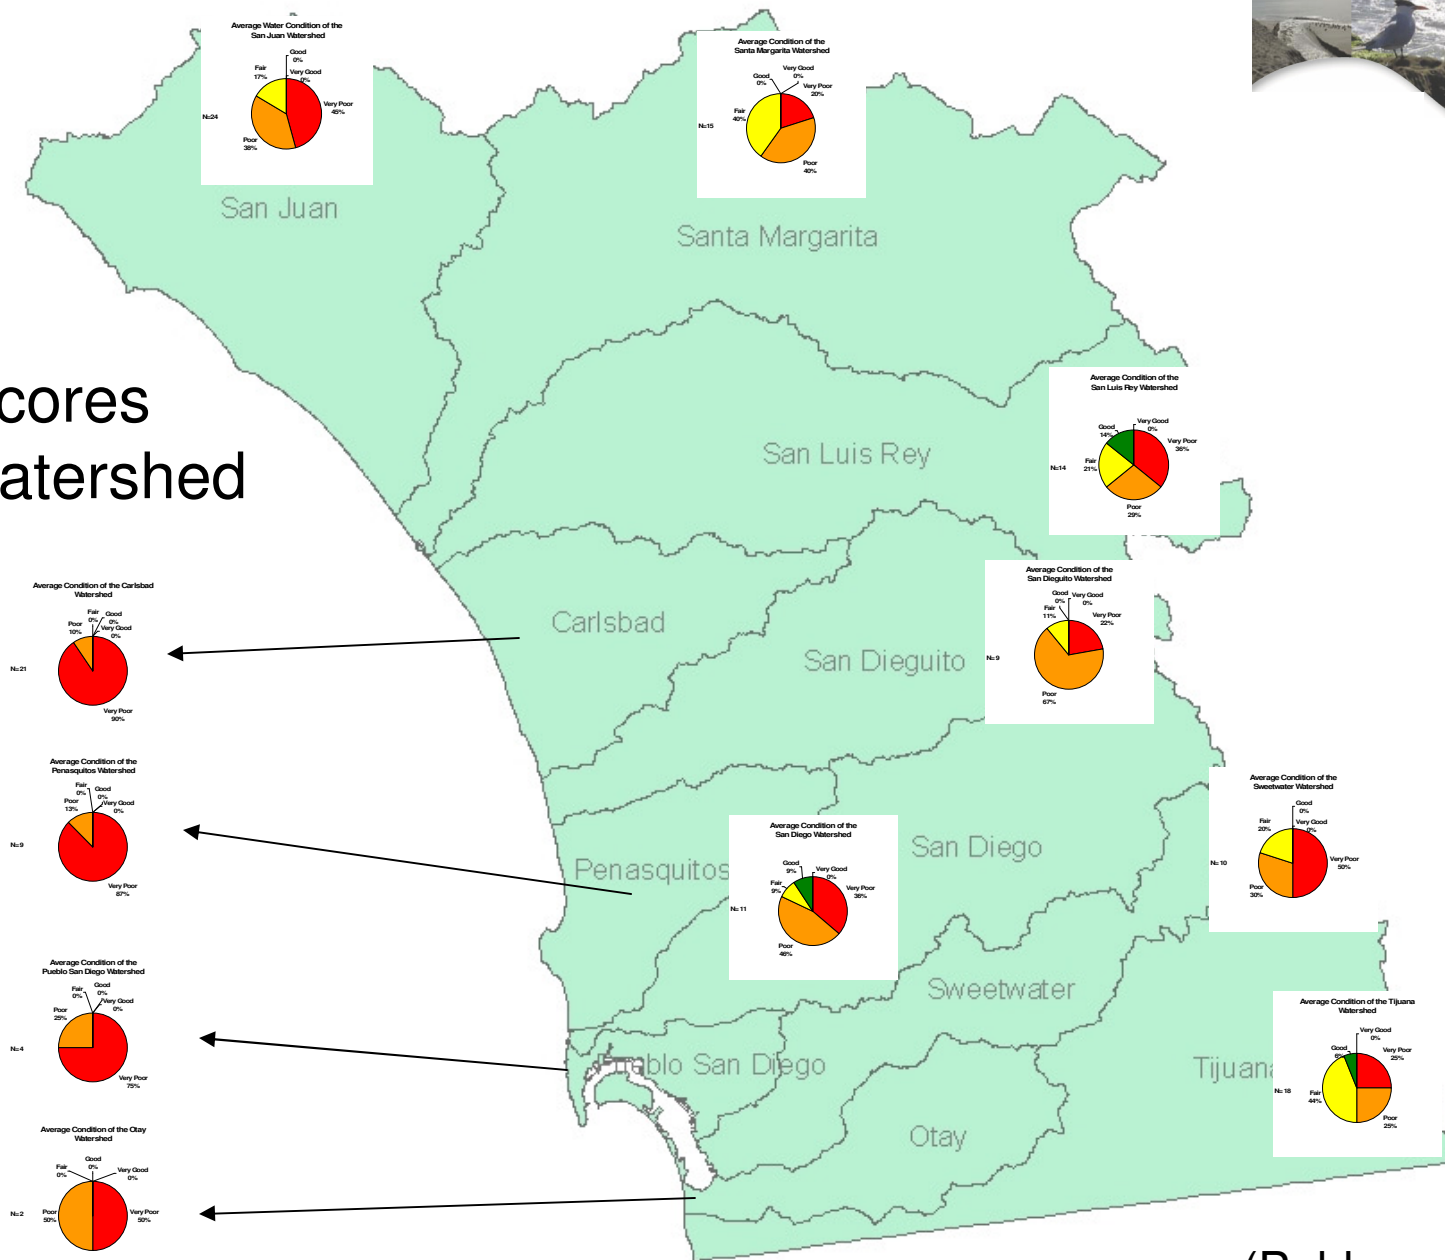 Average Water Condition of the
San Juan Watershed
Good
0%
Very Good
0%
Fair
17%
Very Poor
45%
N=24
Poor
38%
San Juan
Average Condition of the
Santa Margarita Watershed
Very Good
0%
Good
0%
Very Poor
20%
Fair
40%
N=15
Poor
40%
Santa Margarita
cores
atershed
Average Condition of the
San Luis Rey Watershed
Very Good
0%
Good
14%
Very Poor
36%
Fair
21%
N=14
Poor
29%
San Luis Rey
Average Condition of the
San Dieguito Watershed
Good
0%
Very Good
0%
Fair
11%
Very Poor
22%
N=9
Poor
67%
San Dieguito
Average Condition of the Carlsbad
Watershed
Fair
0%
Good
0%
Very Good
0%
Poor
10%
N=21
Very Poor
90%
Carlsbad
Average Condition of the
Penasquitos Watershed
Fair
0%
Good
0%
Very Good
0%
Poor
13%
N=9
Very Poor
87%
Penasquitos
Average Condition of the
San Diego Watershed
Good
9%
Very Good
0%
Fair
9%
Very Poor
36%
N=11
Poor
46%
San Diego
Average Condition of the
Sweetwater Watershed
Good
0%
Very Good
0%
Fair
20%
Very Poor
50%
N=10
Poor
30%
Sweetwater
Average Condition of the
Pueblo San Diego Watershed
Fair
0%
Good
0%
Very Good
0%
Poor
25%
N=4
Very Poor
75%
Pueblo San Diego
Average Condition of the Tijuana
Watershed
Very Good
0%
Good
6%
Very Poor
25%
Fair
44%
N=18
Poor
25%
Tijuana
Average Condition of the Otay
Watershed
Good
0%
Fair
0%
Very Good
0%
Poor
50%
Very Poor
50%
N=2
Otay